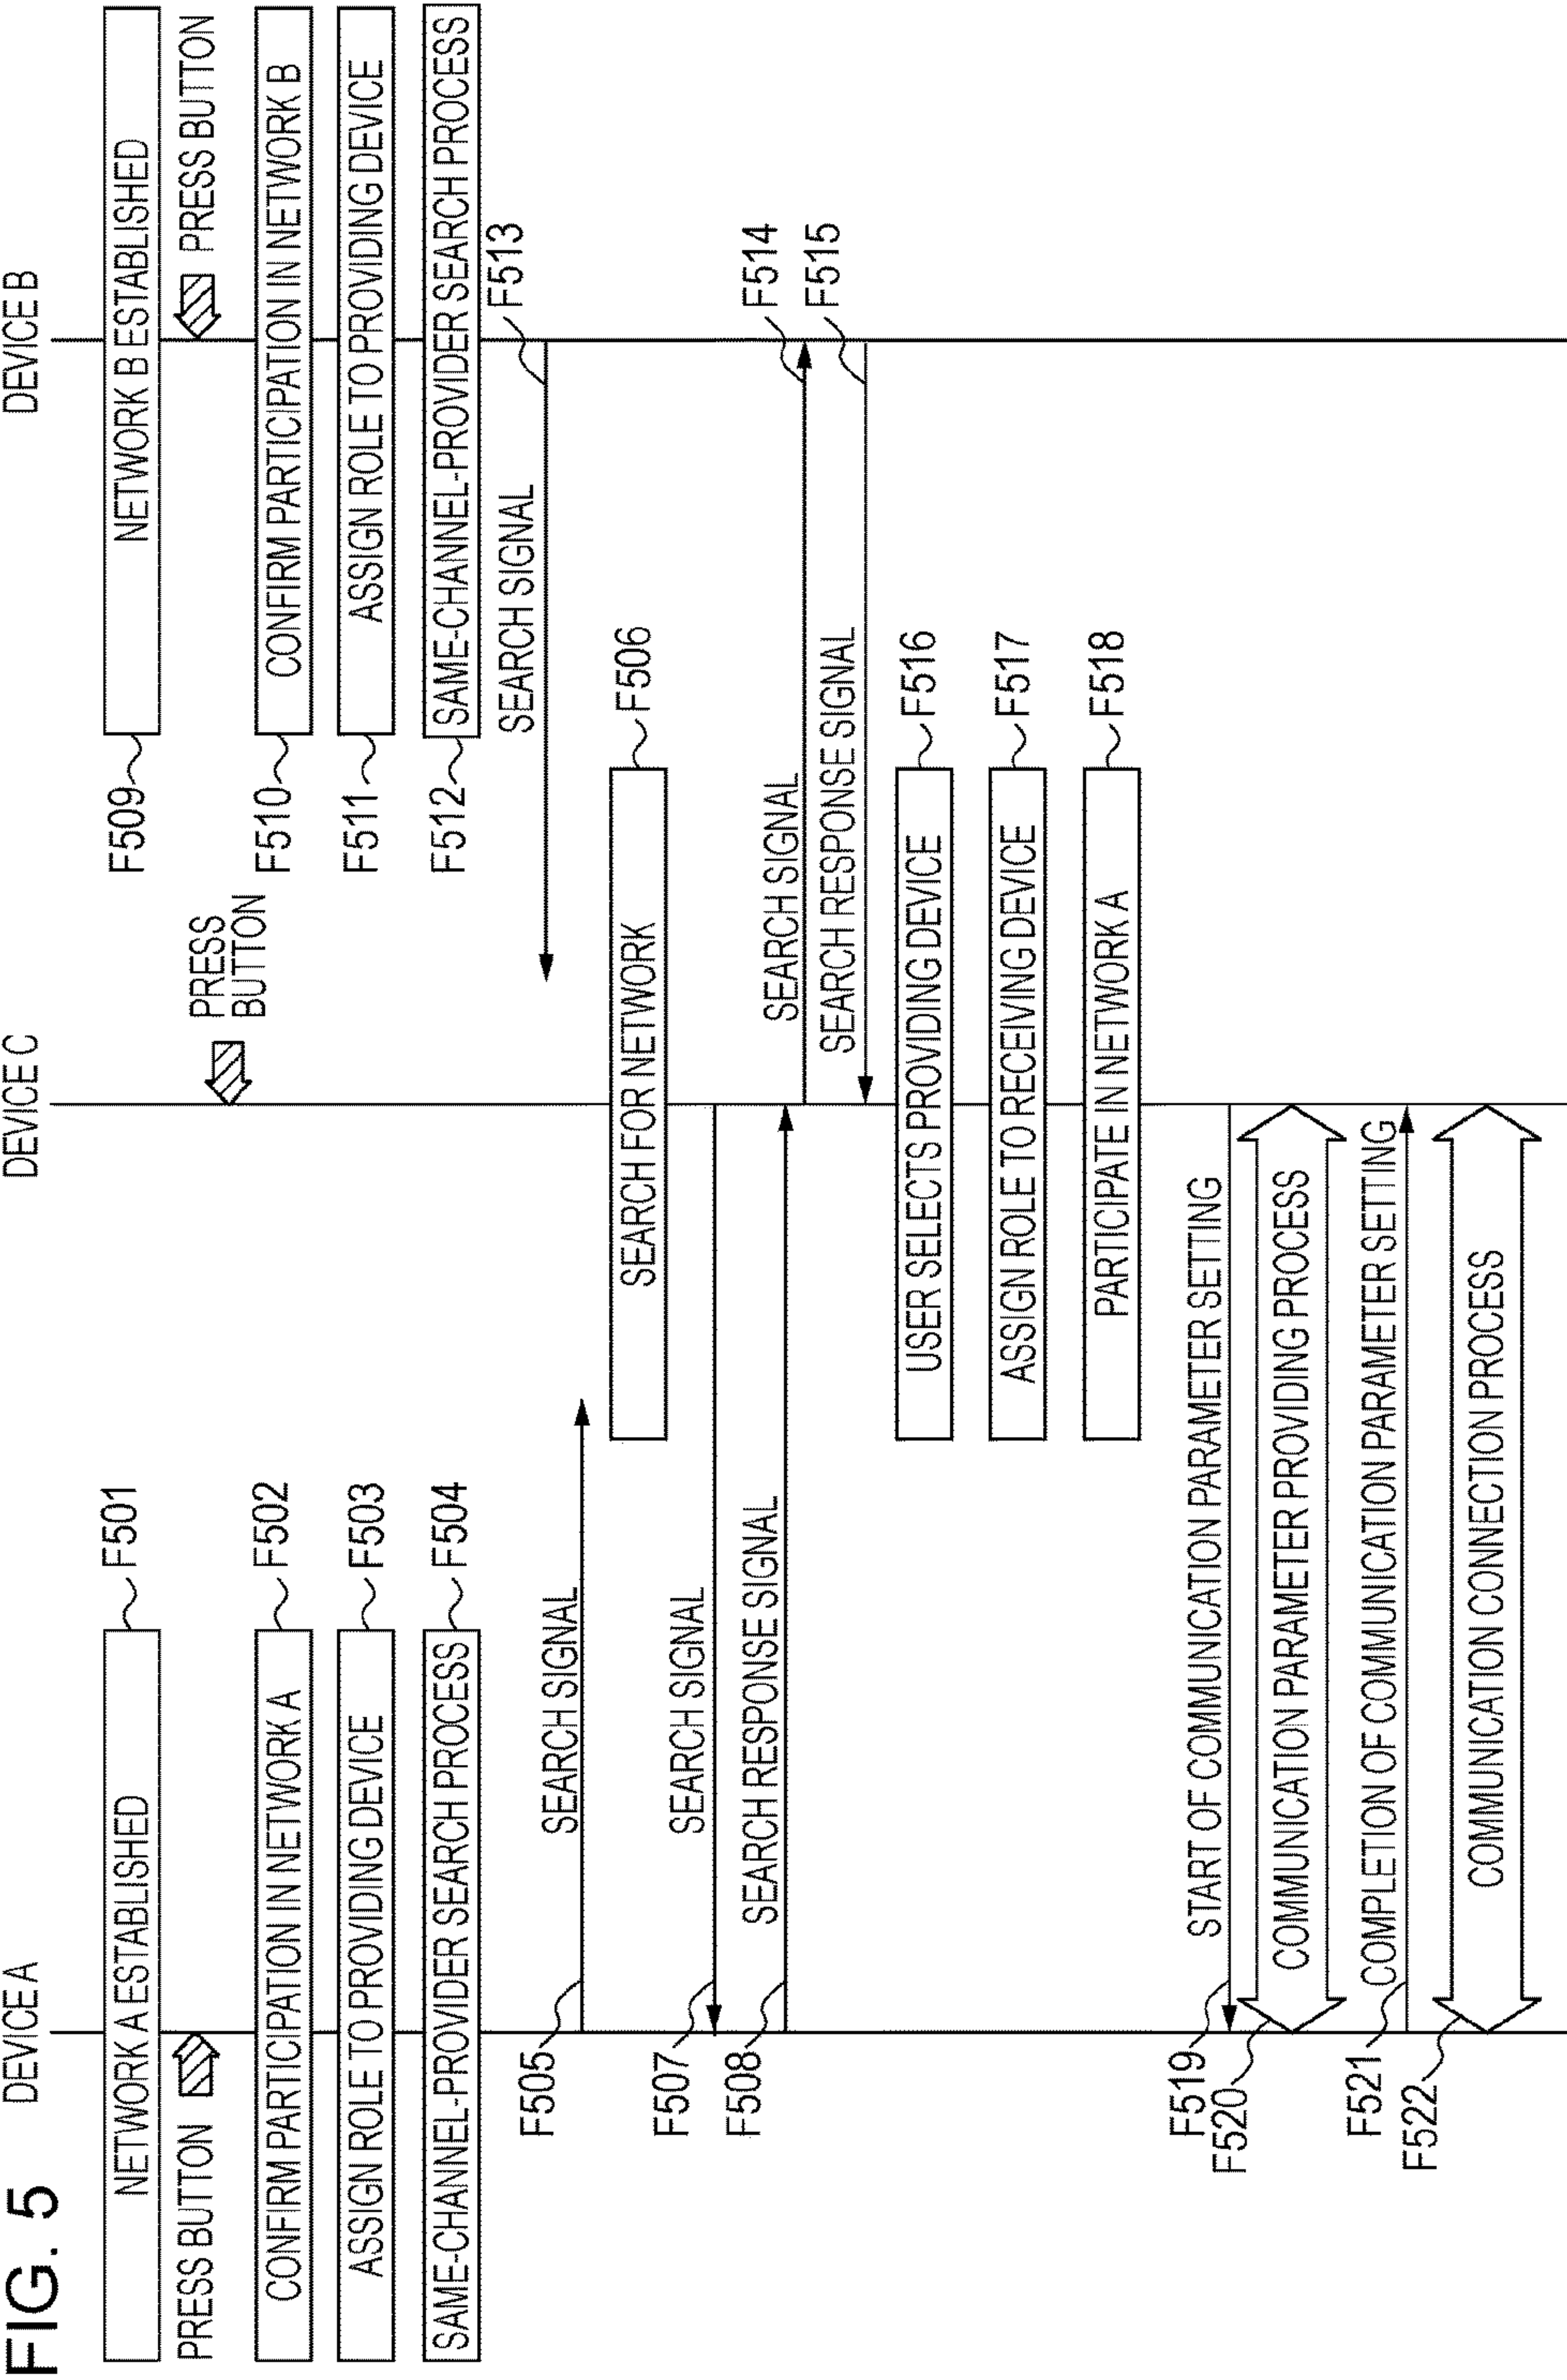 FIG. 5
DEVICE A
DEVICE C
DEVICE B
NETWORK A ESTABLISHED
F501
F509
NETWORK B ESTABLISHED
PRESS BUTTON
PRESS
BUTTON
PRESS BUTTON
CONFIRM PARTICIPATION IN NETWORK A
F502
F510
CONFIRM PARTICIPATION IN NETWORK B
ASSIGN ROLE TO PROVIDING DEVICE
F503
F511
ASSIGN ROLE TO PROVIDING DEVICE
SAME-CHANNEL-PROVIDER SEARCH PROCESS
F504
F512
SAME-CHANNEL-PROVIDER SEARCH PROCESS
SEARCH SIGNAL
F513
F505
SEARCH SIGNAL
SEARCH FOR NETWORK
F506
F507
SEARCH SIGNAL
F508
SEARCH RESPONSE SIGNAL
SEARCH SIGNAL
F514
SEARCH RESPONSE SIGNAL
F515
USER SELECTS PROVIDING DEVICE
F516
ASSIGN ROLE TO RECEIVING DEVICE
F517
PARTICIPATE IN NETWORK A
F518
F519
START OF COMMUNICATION PARAMETER SETTING
F520
COMMUNICATION PARAMETER PROVIDING PROCESS
F521
COMPLETION OF COMMUNICATION PARAMETER SETTING
F522
COMMUNICATION CONNECTION PROCESS